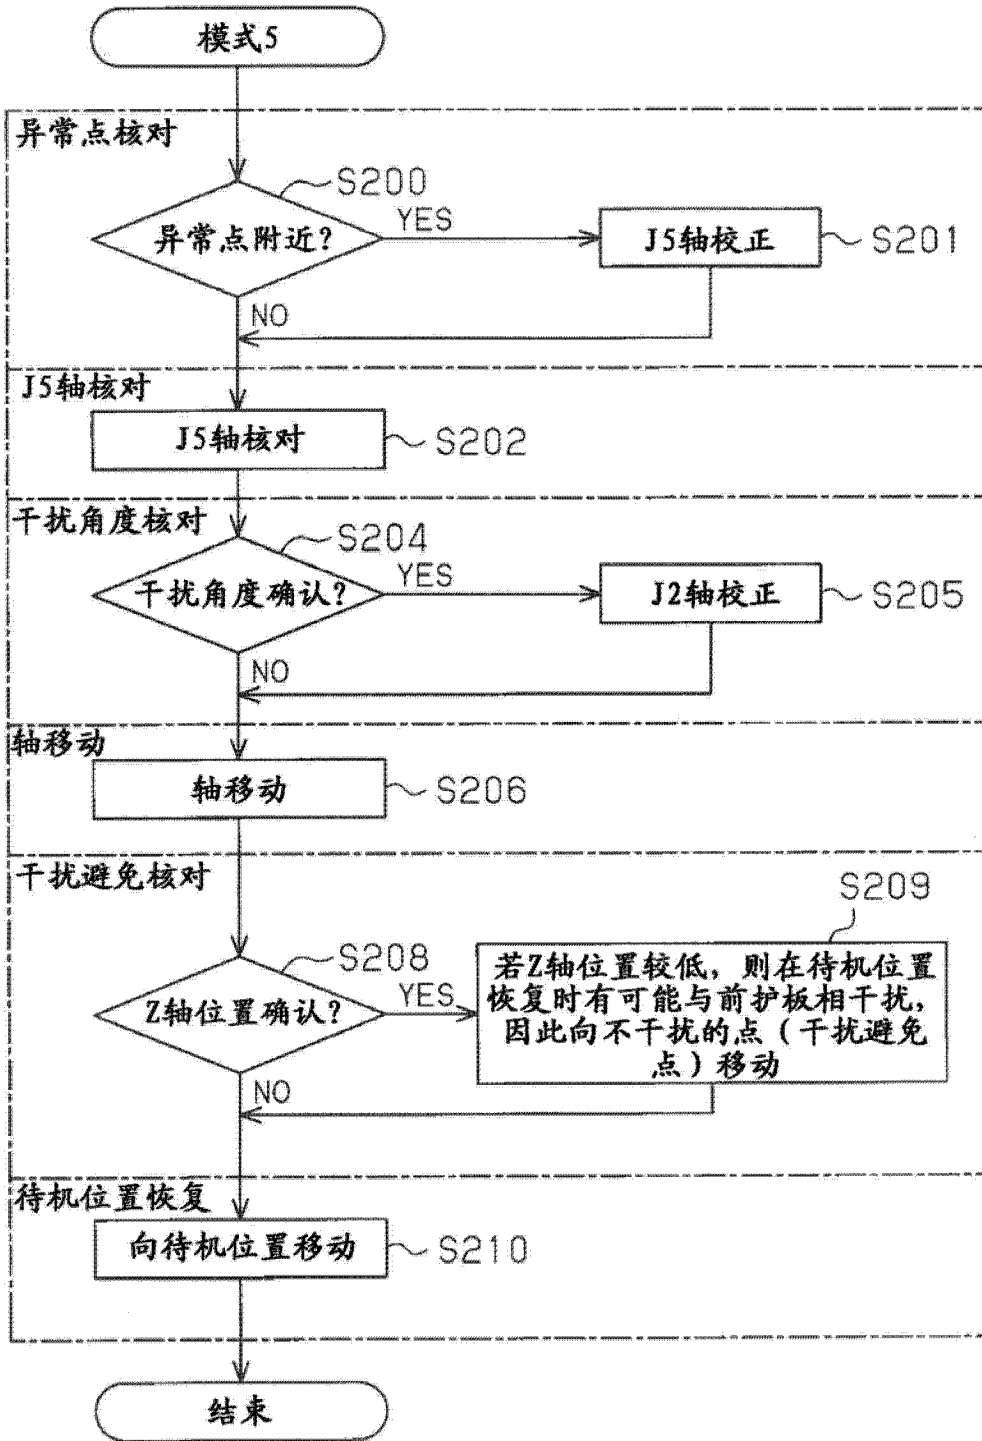 模式5
异常点核对
S200
异常点附近？
YES
J5轴校正
S201
NO
J5轴核对
J5轴核对
S202
干扰角度核对
S204
干扰角度确认？
YES
J2轴校正
S205
NO
轴移动
轴移动
S206
干扰避免核对
S209
S208
Z轴位置确认？
YES
若Z轴位置较低，则在待机位置
恢复时有可能与前护板相干扰，
因此向不干扰的点（干扰避免
点）移动
NO
待机位置恢复
向待机位置移动
S210
结束